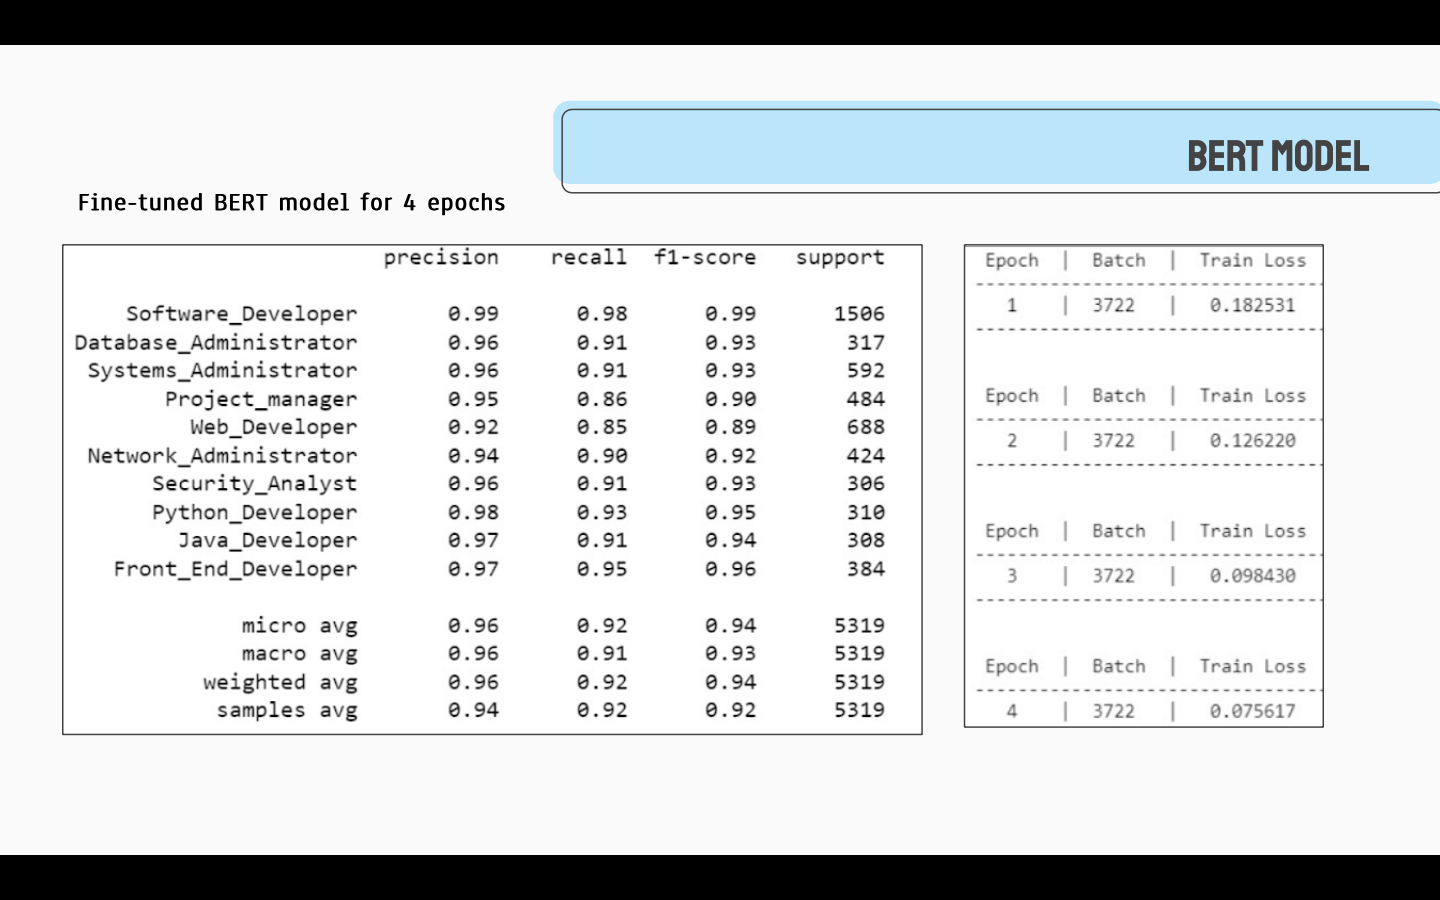 BERT MODEL
Fine-tuned BERT model for 4 epochs
precision recall f1-score support
Software_Developer 0.99 0.98 0.99 1506
Database_Administrator 0.96 0.91 0.93 317
Systems_Administrator 0.96 0.91 0.93 592
Project_manager 0.95 0.86 0.90 484
Web_Developer 0.92 0.85 0.89 688
Network_Administrator 0.94 0.90 0.92 424
Security_Analyst 0.96 0.91 0.93 306
Python_Developer 0.98 0.93 0.95 310
Java_Developer 0.97 0.91 0.94 308
Front_End_Developer 0.97 0.95 0.96 384
micro avg 0.96 0.92 0.94 5319
macro avg 0.96 0.91 0.93 5319
weighted avg 0.96 0.92 0.94 5319
samples avg 0.94 0.92 0.92 5319
Epoch | Batch | Train Loss
1 | 3722 | 0.182531
Epoch | Batch | Train Loss
2 | 3722 | 0.126220
Epoch | Batch | Train Loss
3 | 3722 | 0.098430
Epoch | Batch | Train Loss
4 | 3722 | 0.075617